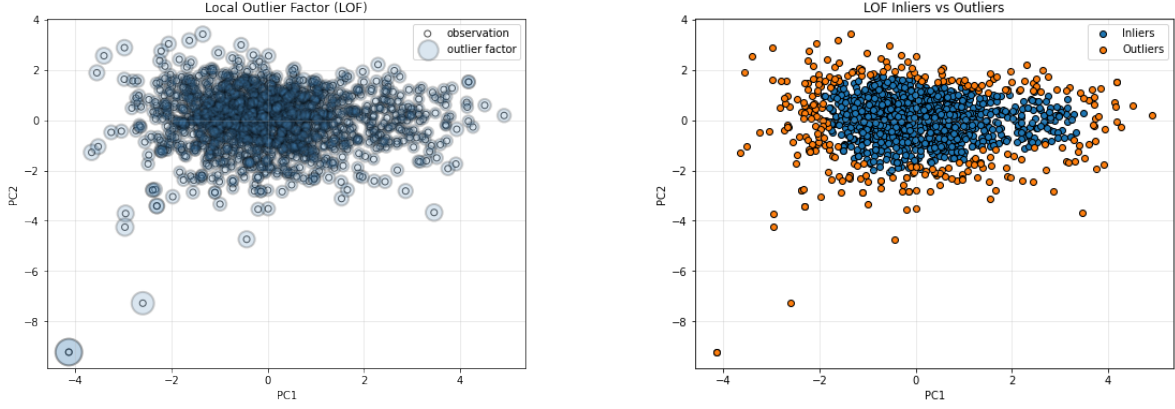 Local Outlier Factor (LOF)
observation
outlier factor
4
2
0
−2
−4
−6
−8
PC2
−4
−2
0
2
4
PC1
LOF Inliers vs Outliers
Inliers
Outliers
4
2
0
−2
−4
−6
−8
PC2
−4
−2
0
2
4
PC1